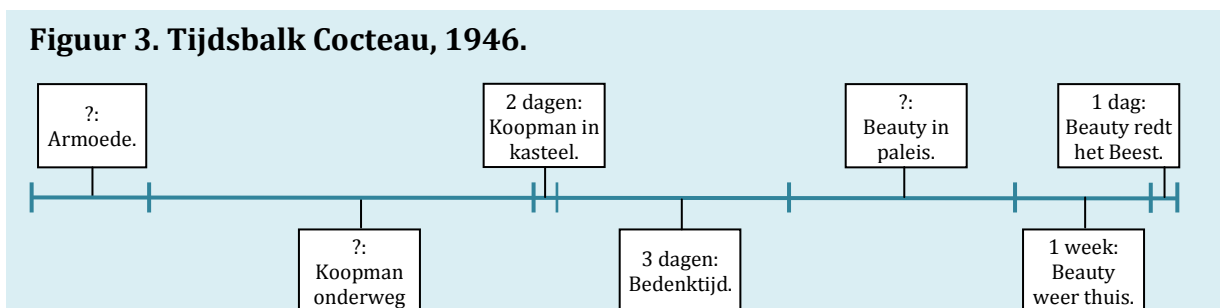 Figuur 3. Tijdsbalk Cocteau, 1946.
?:
Armoede.
?:
Koopman
onderweg
2 dagen:
Koopman in
kasteel.
3 dagen:
Bedenktijd.
?:
Beauty in
paleis.
1 week:
Beauty
weer thuis.
1 dag:
Beauty redt
het Beest.